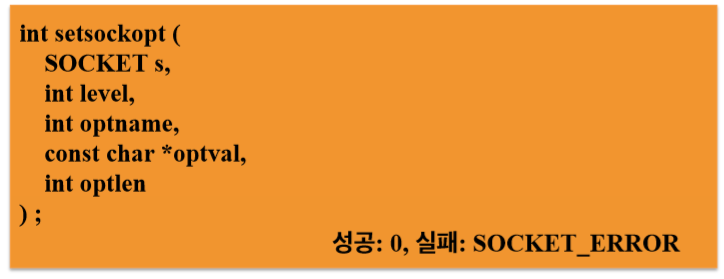 int setsockopt (
SOCKET s,
int level,
int optname,
const char *optval,
int optlen
) ;
성공: 0, 실패: SOCKET_ERROR